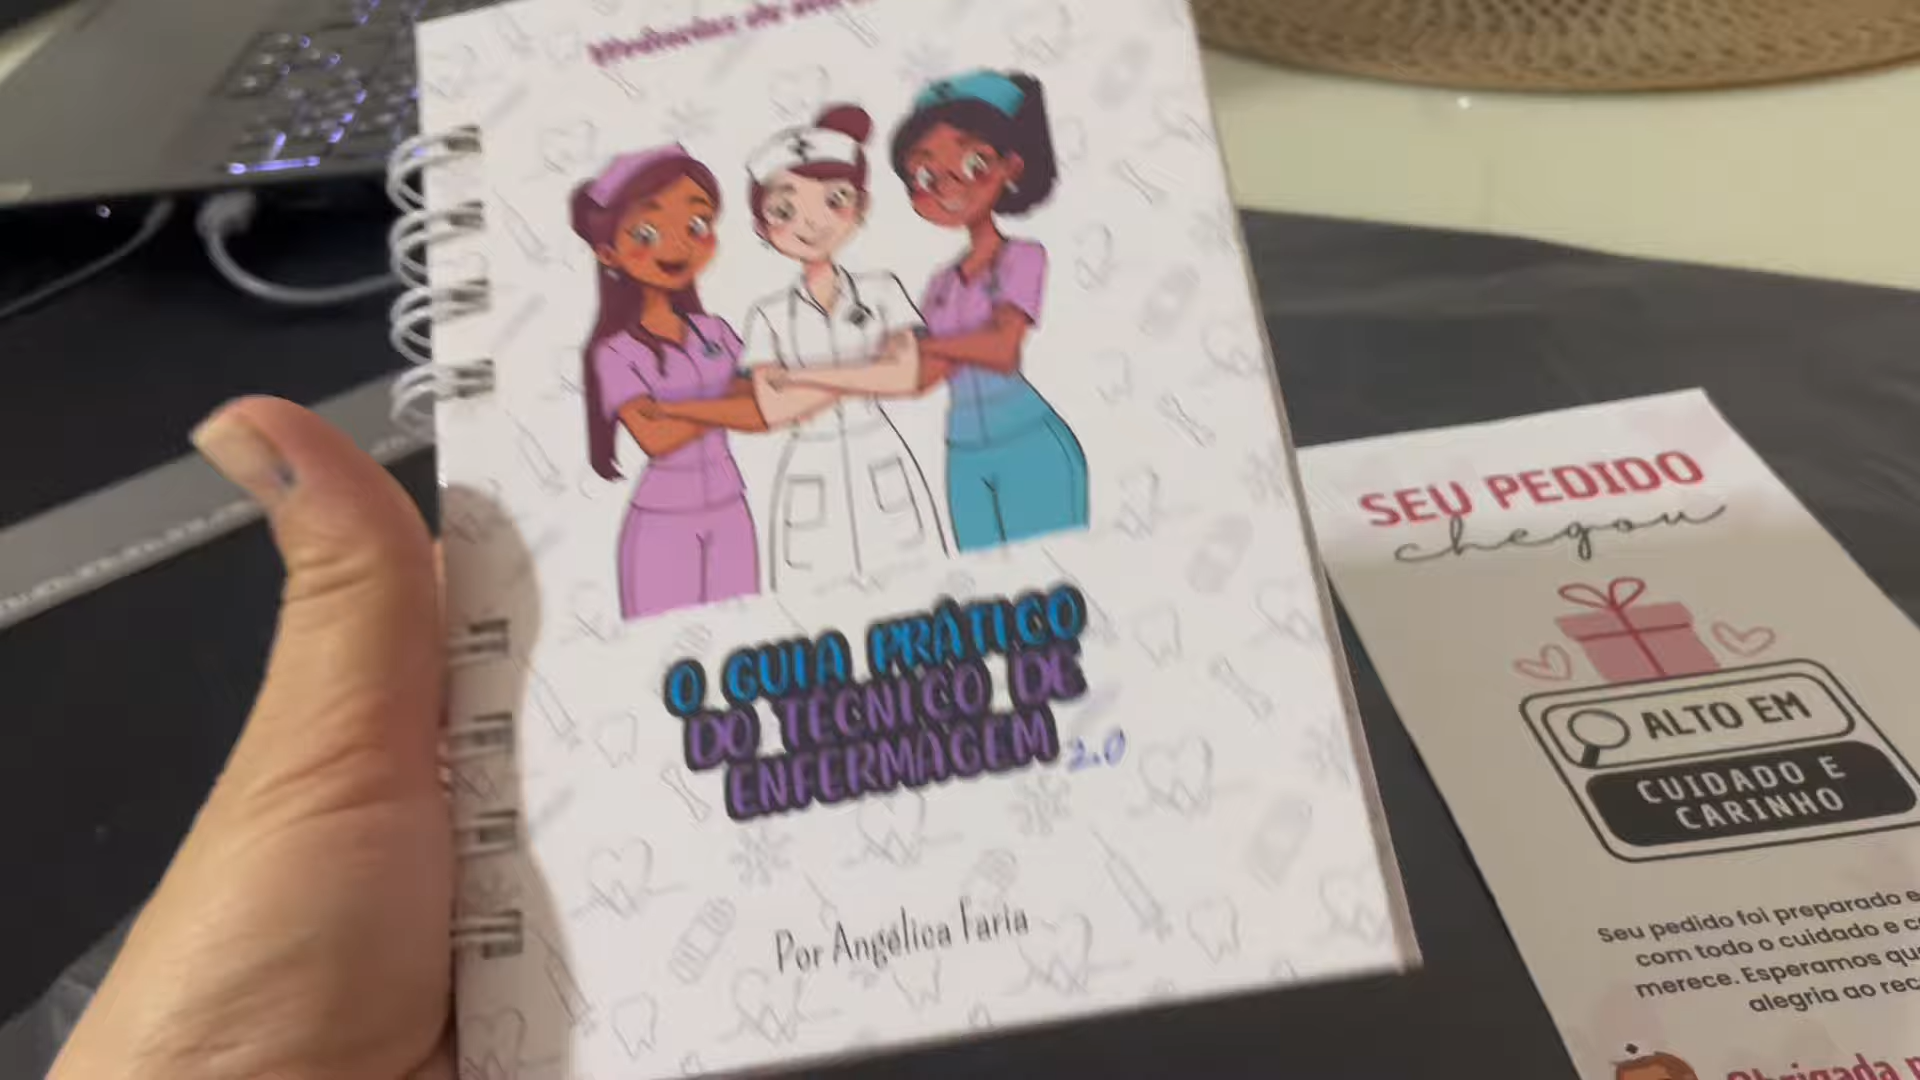 O GUIA PRÁTICO
DO TÉCNICO DE
ENFERMAGEM 2.0
Por Angélica Faria
SEU PEDIDO
chegou
ALTO EM
CUIDADO E
CARINHO
Seu pedido foi preparado e
com todo o cuidado e
merece. Esperamos
alegria ao